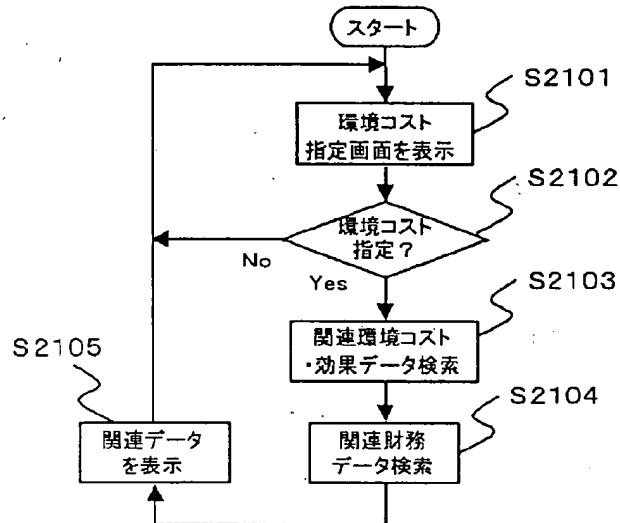 スタート
S2101
環境コスト
指定画面を表示
S2102
環境コスト
指定？
No
Yes
S2103
関連環境コスト
・効果データ検索
S2105
S2104
関連データ
を表示
関連財務
データ検索